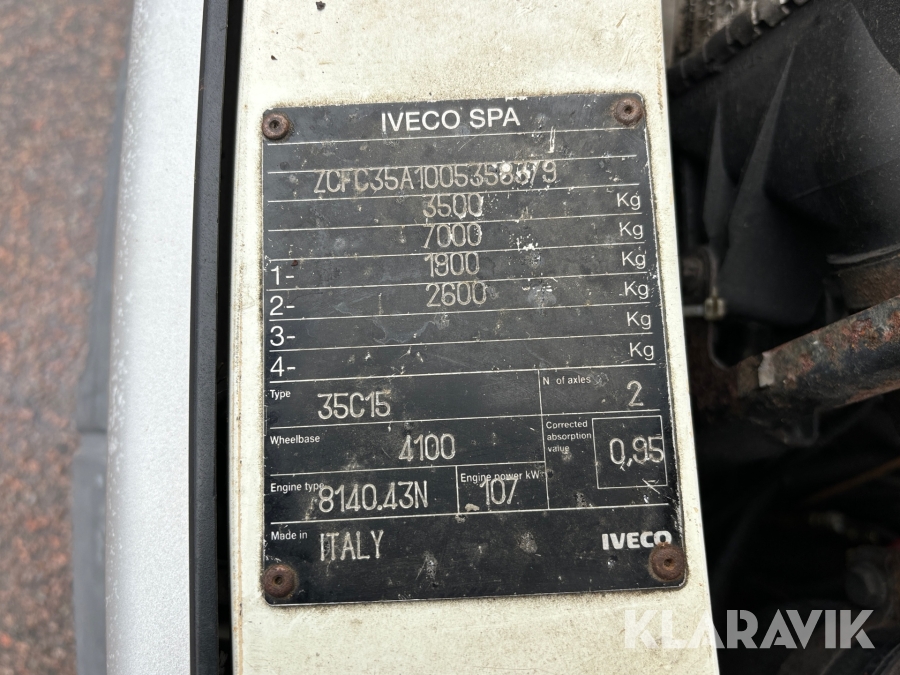 IVECO SPA
ZCFC35A1005358379
3500 Kg
7000 Kg
1- 1900 Kg
2- 2600 Kg
3- Kg
4- Kg
Type 35C15
N of axles 2
Wheelbase 4100
Corrected absorption value 0,95
Engine type 8140.43N
Engine power kW 107
Made in ITALY
IVECO
KLARAVIK